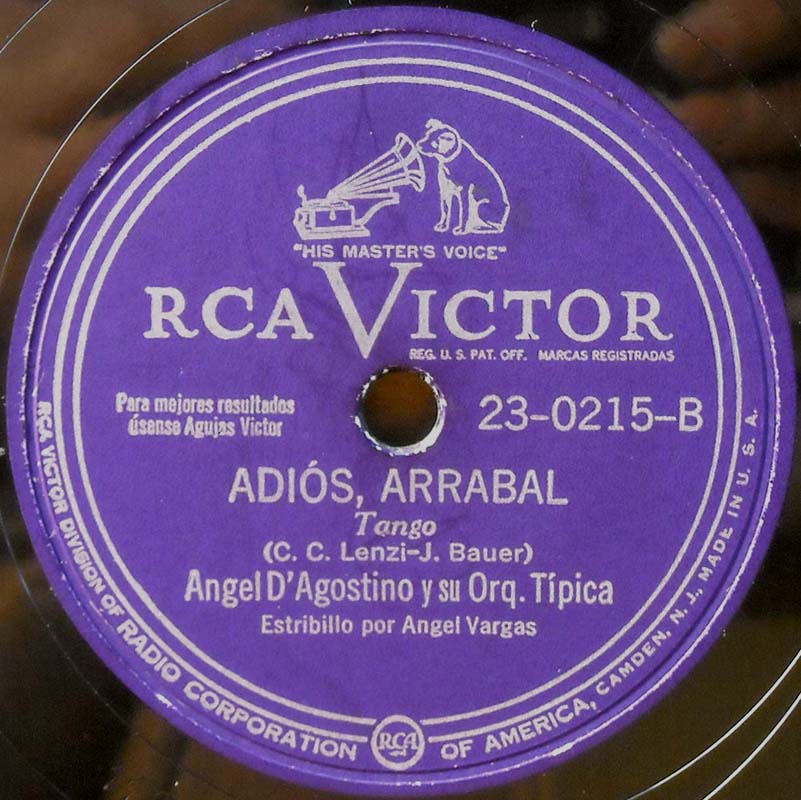 "HIS MASTER'S VOICE"
RCA VICTOR
REG. U. S. PAT. OFF. MARCAS REGISTRADAS
Para mejores resultados
úsense Agujas Victor
23-0215-B
ADIÓS, ARRABAL
Tango
(C. C. Lenzi-J. Bauer)
Angel D'Agostino y su Orq. Típica
Estribillo por Angel Vargas
RCA VICTOR DIVISION OF RADIO CORPORATION OF AMERICA, CAMDEN, N. J., MADE IN U. S. A.
RCA